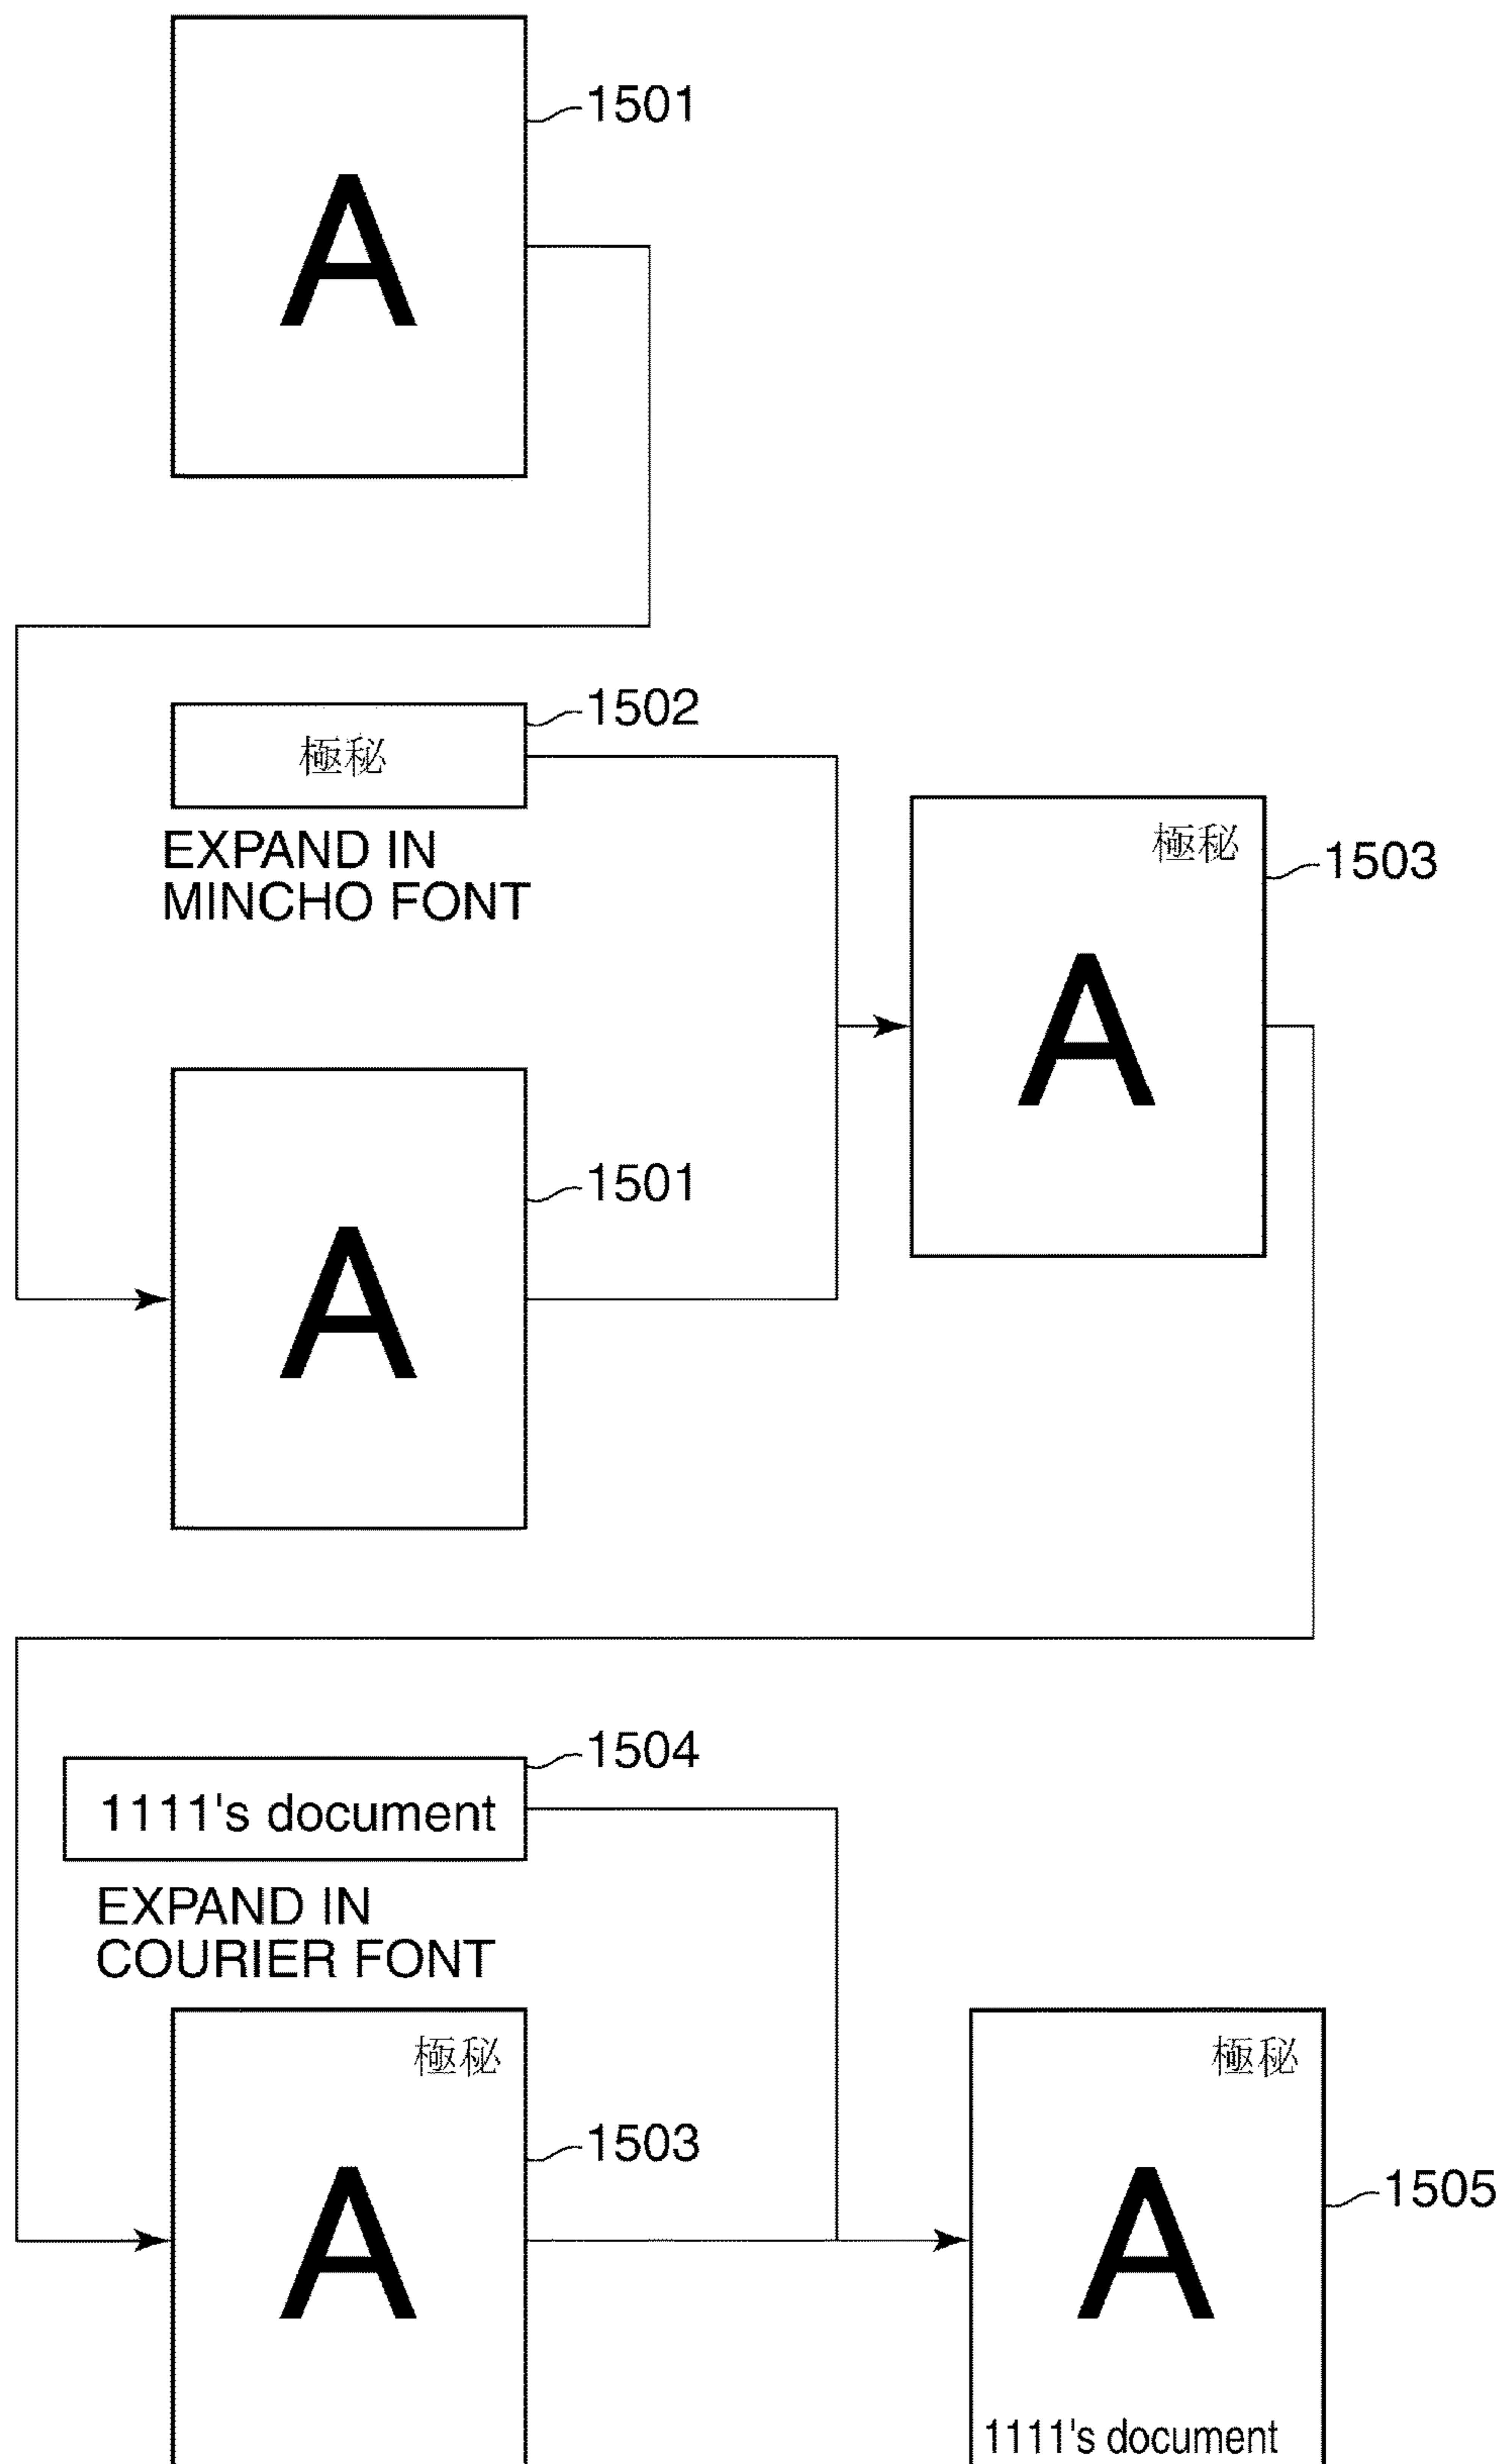 1501
A
1502
極秘
EXPAND IN
MINCHO FONT
極秘
1503
A
1501
A
1504
1111's document
EXPAND IN
COURIER FONT
極秘
1503
A
極秘
1505
A
1111's document